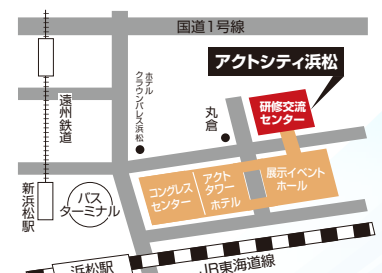 国道1号線
アクトシティ浜松
研修交流
センター
遠州鉄道
ホテル
クラウンパレス浜松
丸倉
展示イベント
ホール
アクト
タワー
ホテル
コングレス
センター
新浜松駅
バス
ターミナル
浜松駅
JR東海道線